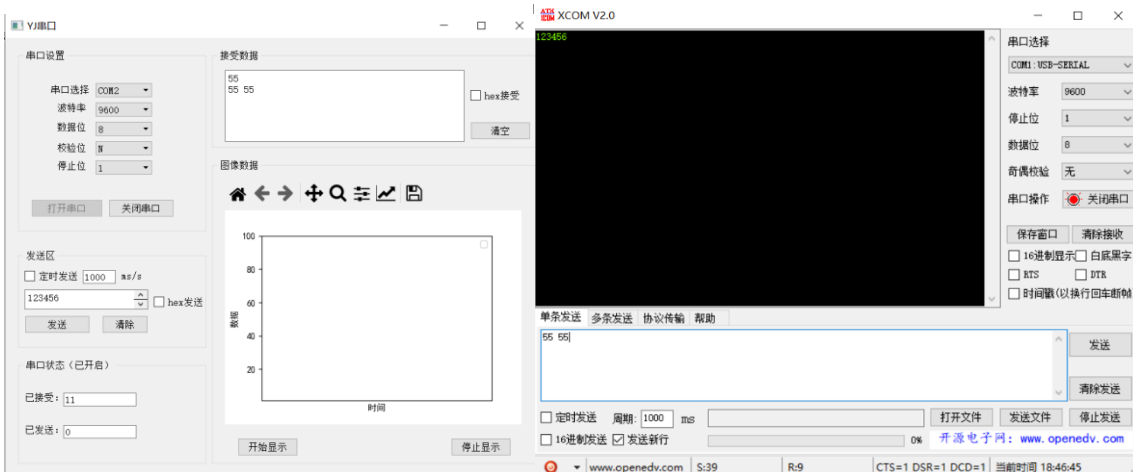 YJ串口
串口设置
串口选择 COM2
波特率 9600
数据位 8
校验位 N
停止位 1
打开串口 关闭串口
发送区
定时发送 1000 ms/s
123456 hex发送
发送 清除
串口状态（已开启）
已接受： 11
已发送： 0
接受数据
55
55 55
hex接受
清空
图像数据
100
80
60
40
20
数据
时间
开始显示 停止显示
ATK XCOM XCOM V2.0
123456
串口选择
COM1:USB-SERIAL
波特率 9600
停止位 1
数据位 8
奇偶校验 无
串口操作 关闭串口
保存窗口 清除接收
16进制显示 白底黑字
RTS DTR
时间戳(以换行回车断帧
单条发送 多条发送 协议传输 帮助
55 55
发送
清除发送
定时发送 周期: 1000 ms 打开文件 发送文件 停止发送
16进制发送 发送新行 0% 开源电子网：www.openedv.com
www.openedv.com S:39 R:9 CTS=1 DSR=1 DCD=1 当前时间 18:46:45